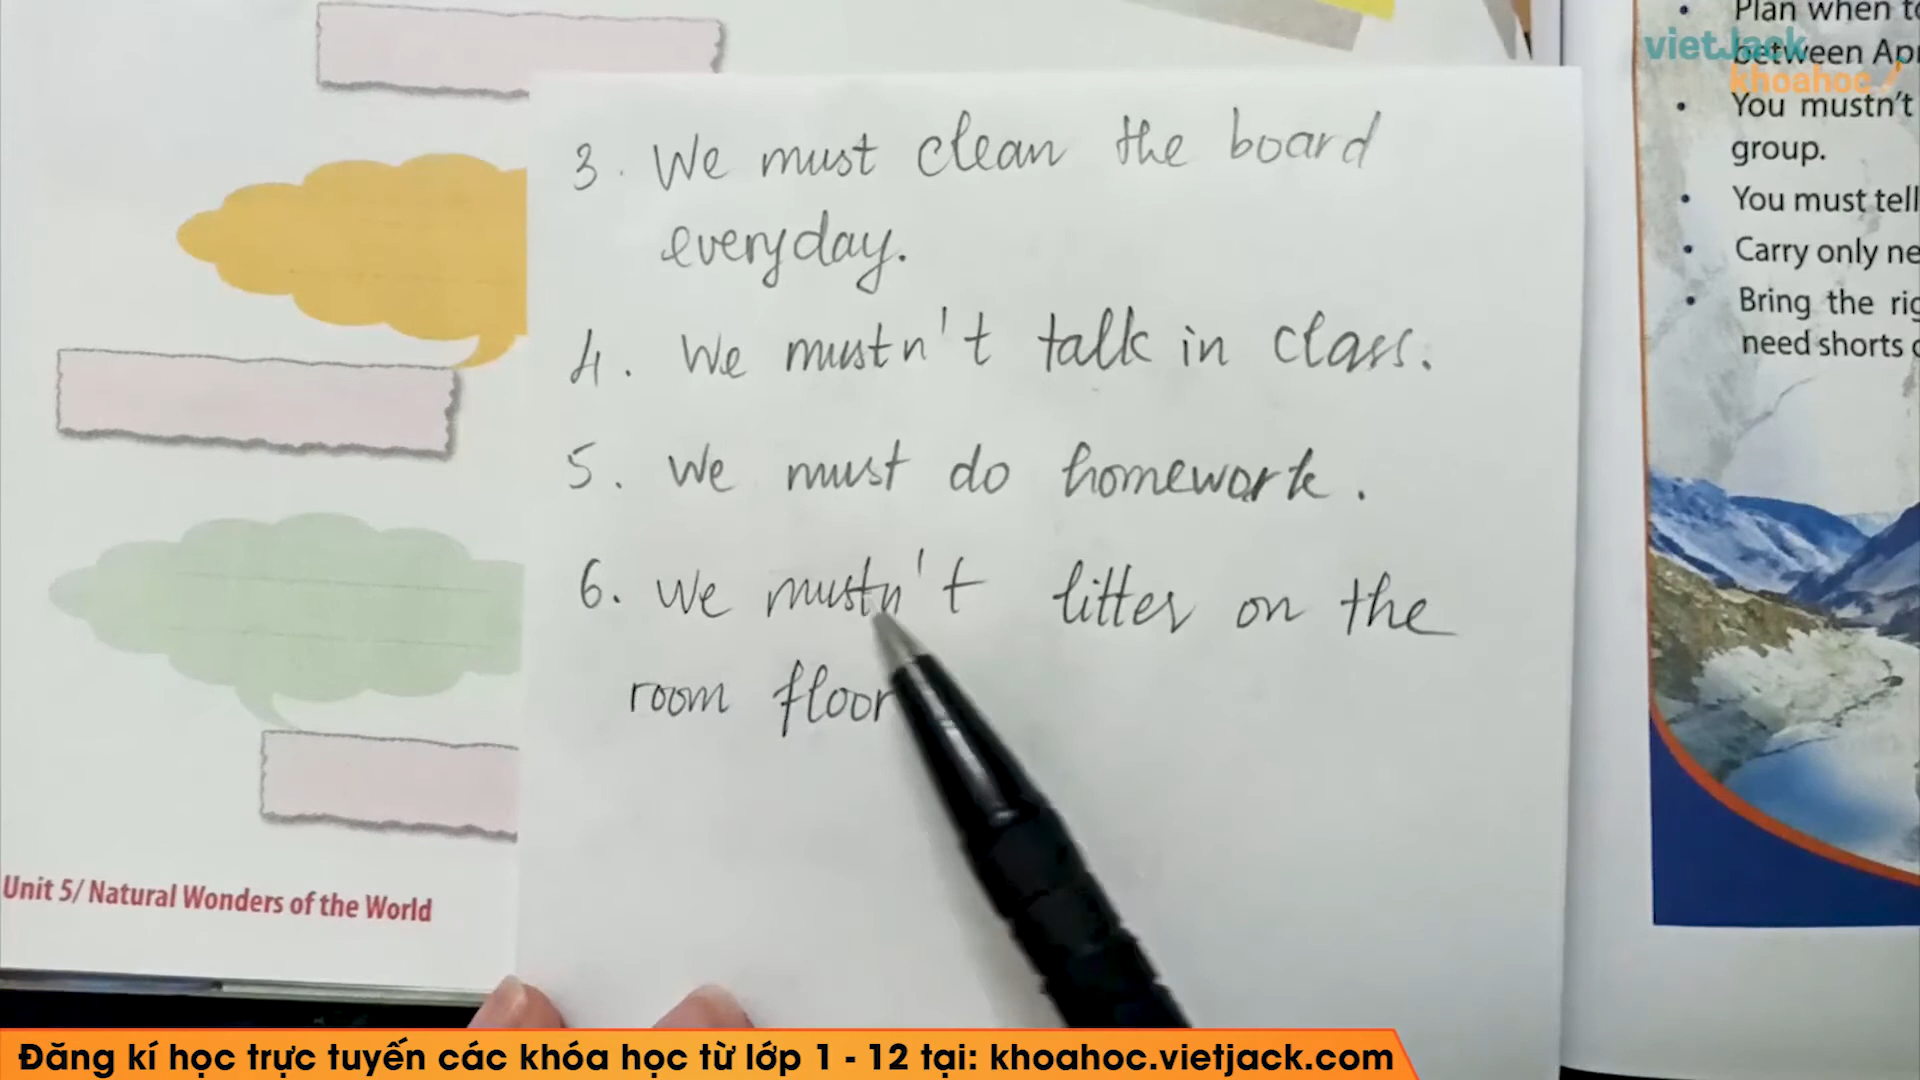 3. We must clean the board
everyday.
4. We mustn't talk in class.
5. We must do homework.
6. We mustn't litter on the
room floor
Unit 5/ Natural Wonders of the World
• Plan when to
between Apr
• You mustn't
group.
• You must tell
• Carry only ne
• Bring the rig
need shorts o
vietJack
khoahoc
Đăng kí học trực tuyến các khóa học từ lớp 1 - 12 tại: khoahoc.vietjack.com